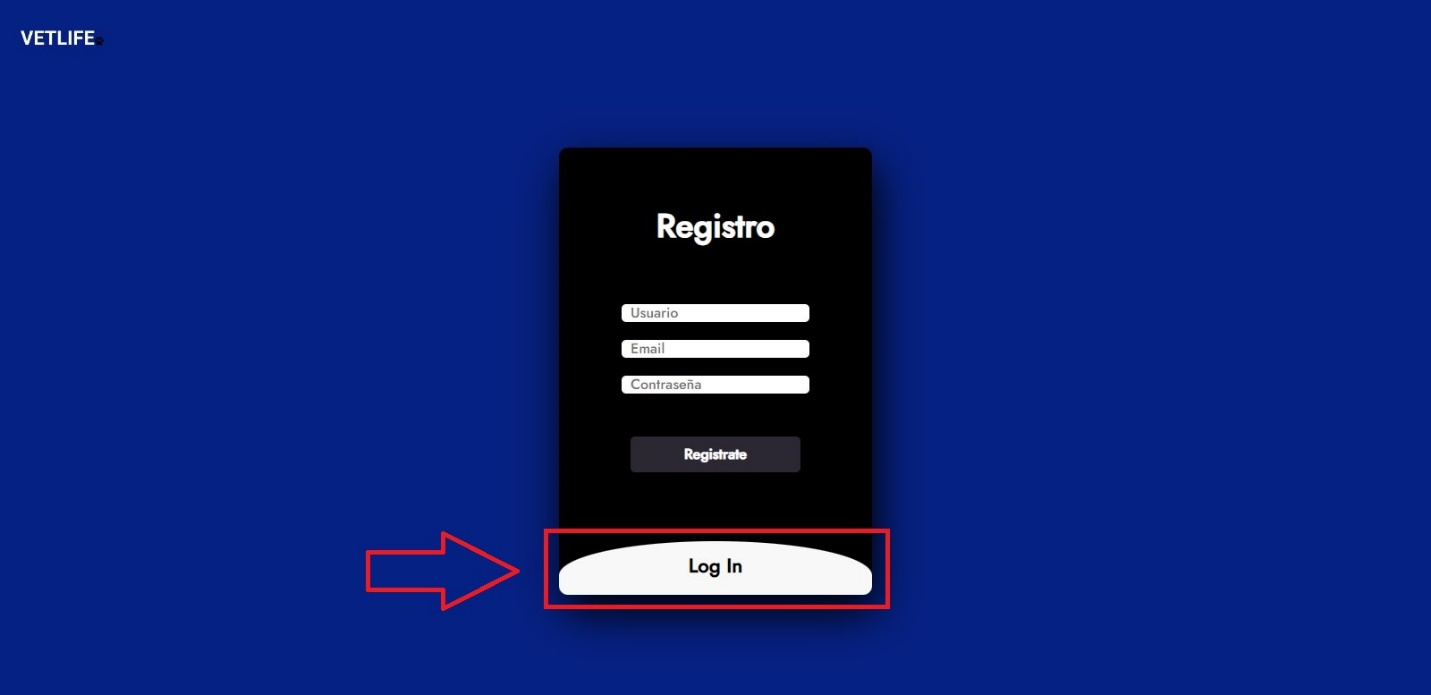 VETLIFE
Registro
Usuario
Email
Contraseña
Registrate
Log In